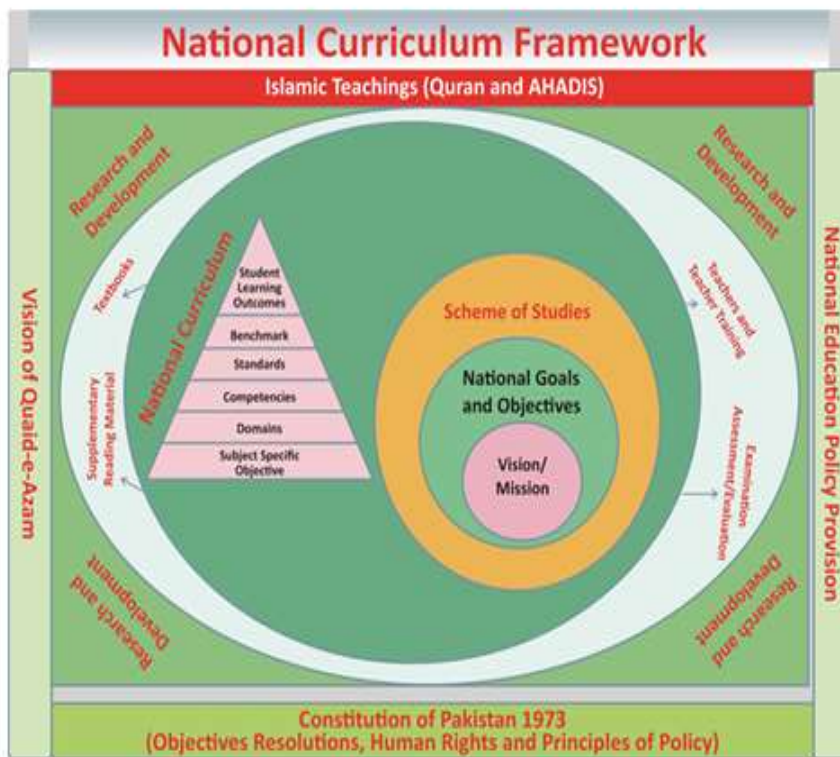 National Curriculum Framework
Islamic Teachings (Quran and AHADIS)
Vision of Quaid-e-Azam
National Education Policy Provision
Research and
Development
Research and
Development
Textbooks
Supplementary
Reading Material
National Curriculum
Student
Learning
Outcomes
Benchmark
Standards
Competencies
Domains
Subject Specific
Objective
Scheme of Studies
National Goals
and Objectives
Vision/
Mission
Teachers and
Teacher Training
Examination
Assessment/Evaluation
Research and
Development
Research and
Development
Constitution of Pakistan 1973
(Objectives Resolutions, Human Rights and Principles of Policy)